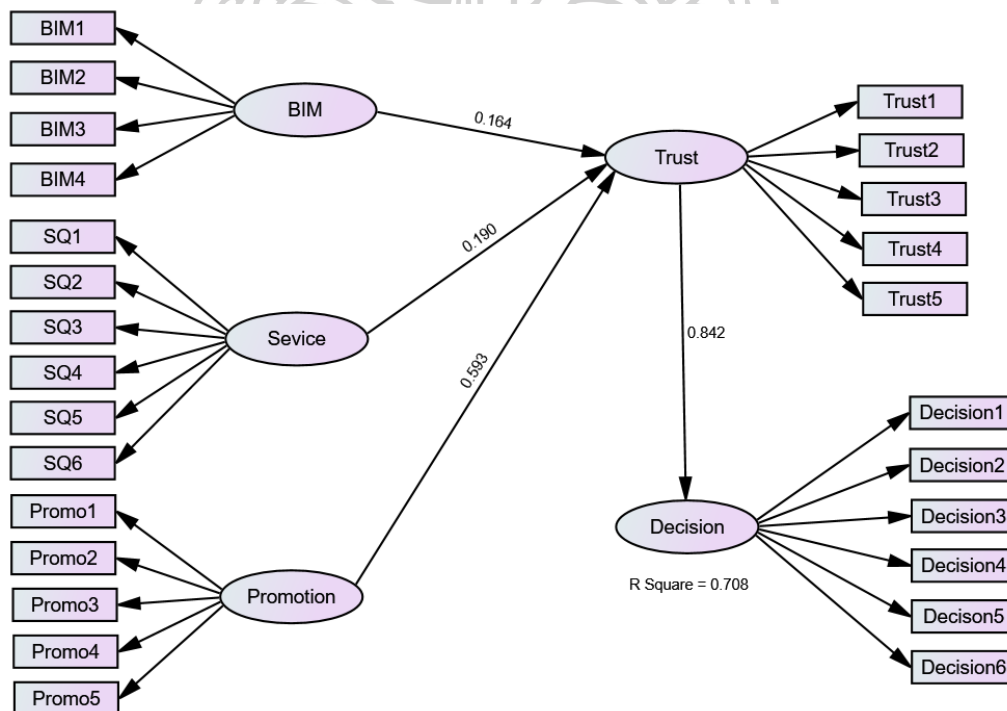 BIM1
BIM2
BIM3
BIM4
BIM
0.164
Trust
Trust1
Trust2
Trust3
Trust4
Trust5
SQ1
SQ2
SQ3
SQ4
SQ5
SQ6
Sevice
0.190
0.593
0.842
Promo1
Promo2
Promo3
Promo4
Promo5
Promotion
Decision
R Square = 0.708
Decision1
Decision2
Decision3
Decision4
Decison5
Decision6